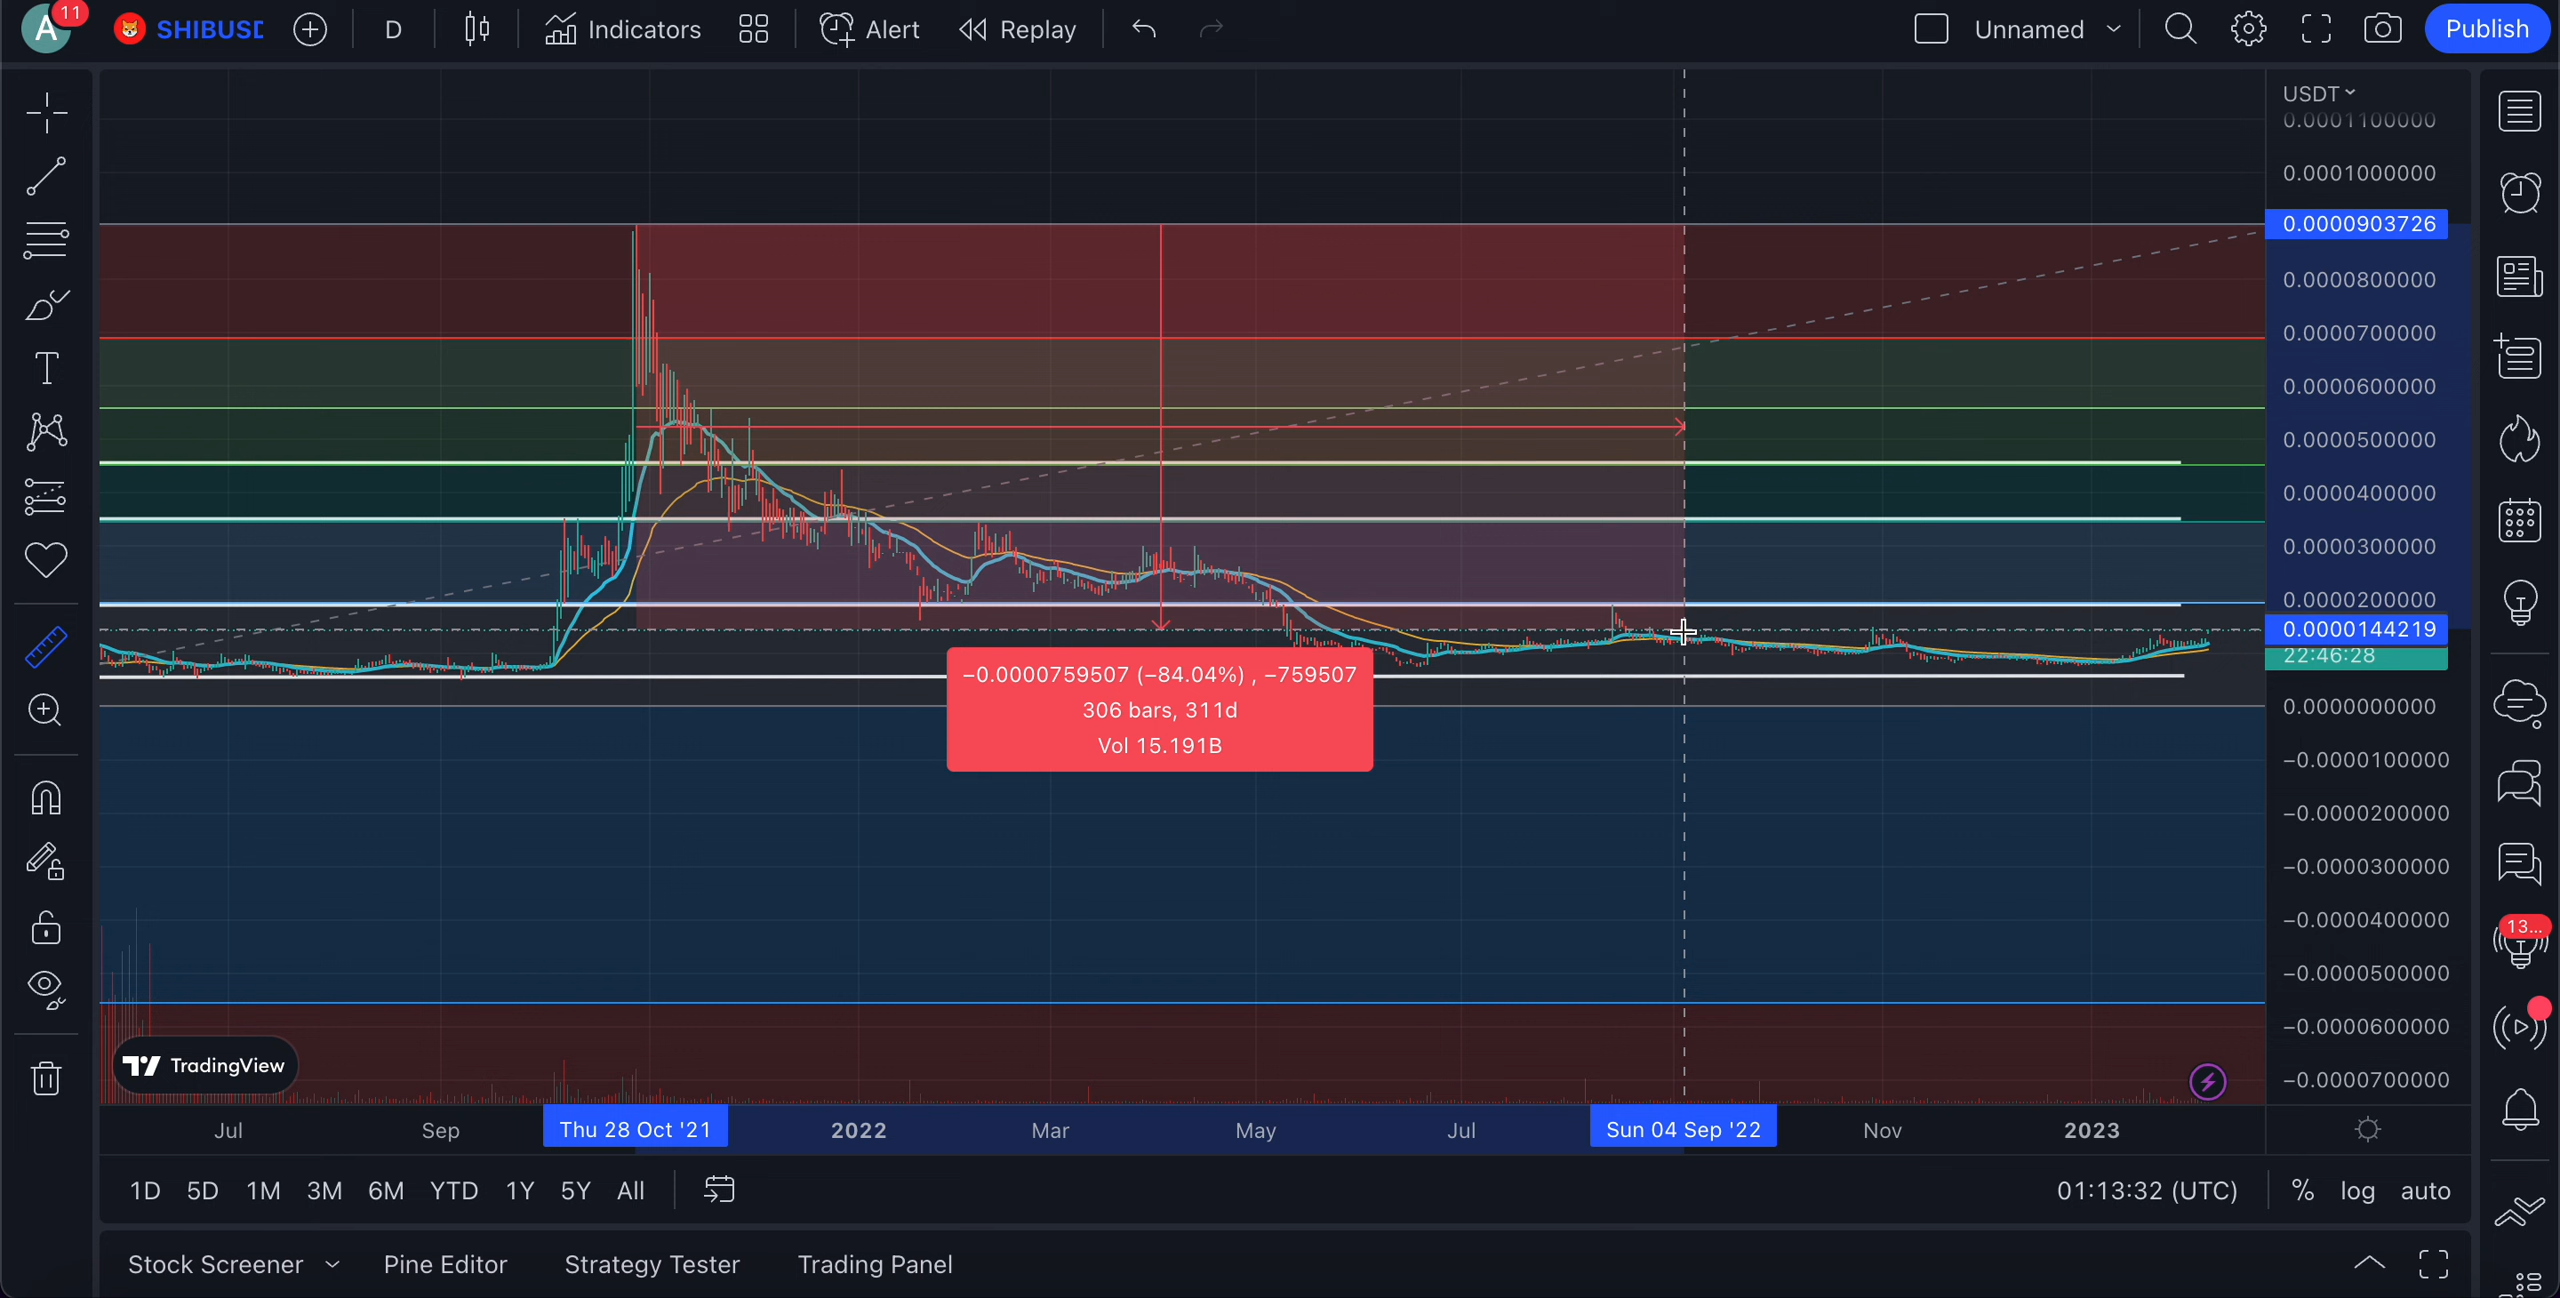 A
11
SHIBUSD
D
Indicators
Alert
Replay
Unnamed
Publish
USDT
0.0001100000
0.0001000000
0.0000903726
0.0000800000
0.0000700000
0.0000600000
0.0000500000
0.0000400000
0.0000300000
0.0000200000
0.0000144219
22:46:28
0.0000000000
−0.0000100000
−0.0000200000
−0.0000300000
−0.0000400000
−0.0000500000
−0.0000600000
−0.0000700000
−0.0000759507 (−84.04%) , −759507
306 bars, 311d
Vol 15.191B
13...
TradingView
Jul
Sep
Thu 28 Oct '21
2022
Mar
May
Jul
Sun 04 Sep '22
Nov
2023
1D 5D 1M 3M 6M YTD 1Y 5Y All
01:13:32 (UTC)
% log auto
Stock Screener
Pine Editor
Strategy Tester
Trading Panel